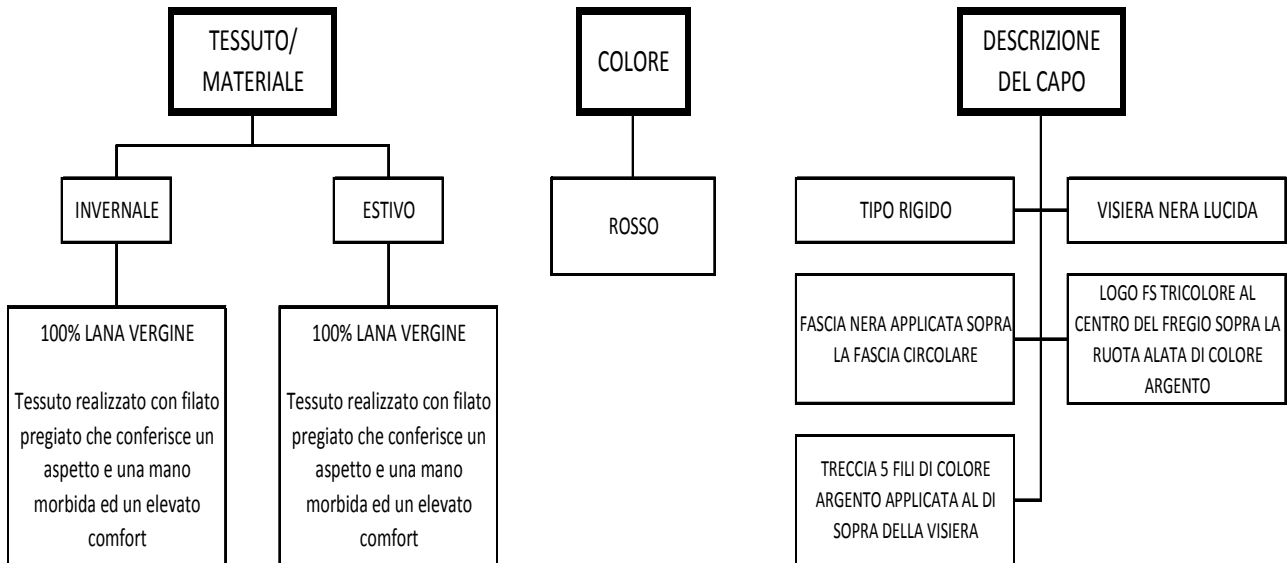 TESSUTO/
MATERIALE
INVERNALE
100% LANA VERGINE
Tessuto realizzato con filato
pregiato che conferisce un
aspetto e una mano
morbida ed un elevato
comfort
ESTIVO
100% LANA VERGINE
Tessuto realizzato con filato
pregiato che conferisce un
aspetto e una mano
morbida ed un elevato
comfort
COLORE
ROSSO
DESCRIZIONE
DEL CAPO
TIPO RIGIDO
VISIERA NERA LUCIDA
FASCIA NERA APPLICATA SOPRA
LA FASCIA CIRCOLARE
LOGO FS TRICOLORE AL
CENTRO DEL FREGIO SOPRA LA
RUOTA ALATA DI COLORE
ARGENTO
TRECCIA 5 FILI DI COLORE
ARGENTO APPLICATA AL DI
SOPRA DELLA VISIERA